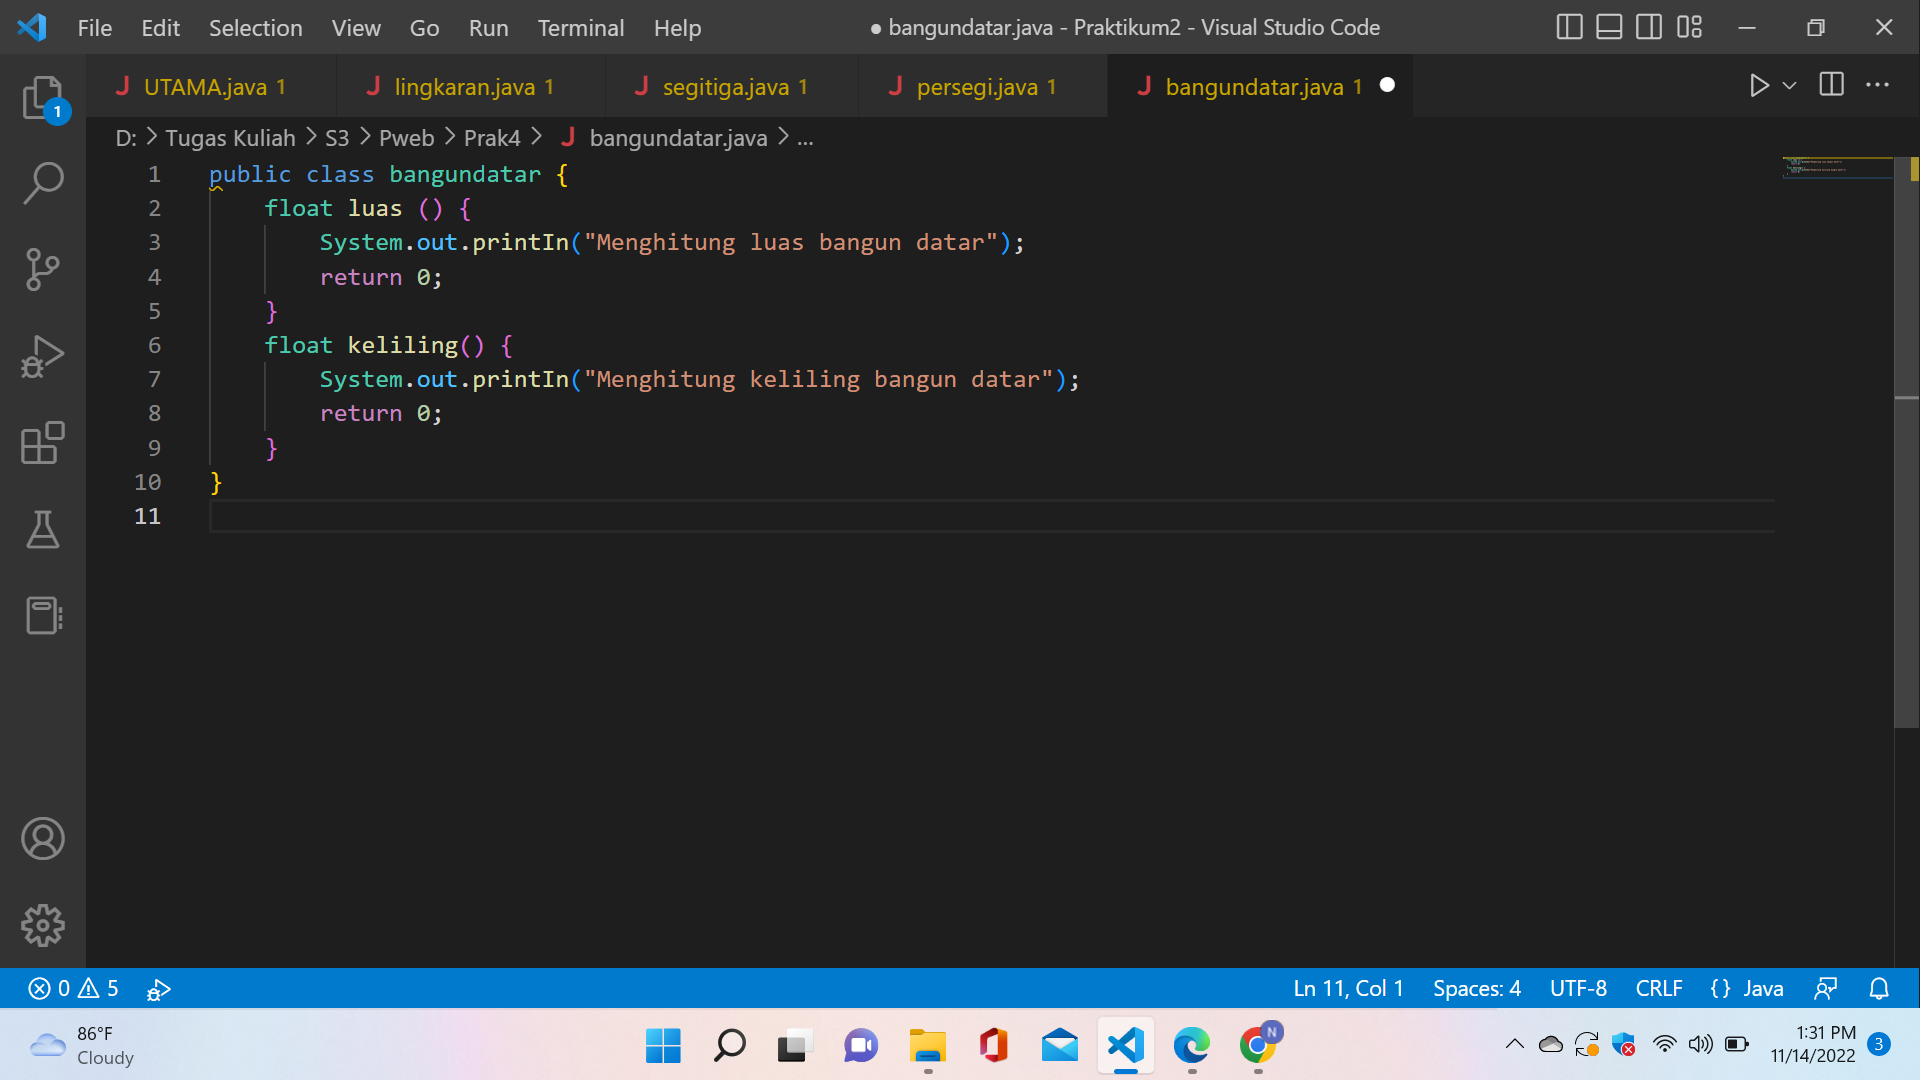 File Edit Selection View Go Run Terminal Help ● bangundatar.java - Praktikum2 - Visual Studio Code
1
J UTAMA.java 1 J lingkaran.java 1 J segitiga.java 1 J persegi.java 1 J bangundatar.java 1 ●
D: > Tugas Kuliah > S3 > Pweb > Prak4 > J bangundatar.java > ...
1 public class bangundatar {
2 float luas () {
3 System.out.printIn("Menghitung luas bangun datar");
4 return 0;
5 }
6 float keliling() {
7 System.out.printIn("Menghitung keliling bangun datar");
8 return 0;
9 }
10 }
11
0 5 Ln 11, Col 1 Spaces: 4 UTF-8 CRLF {} Java
86°F
Cloudy
N
1:31 PM
11/14/2022
3